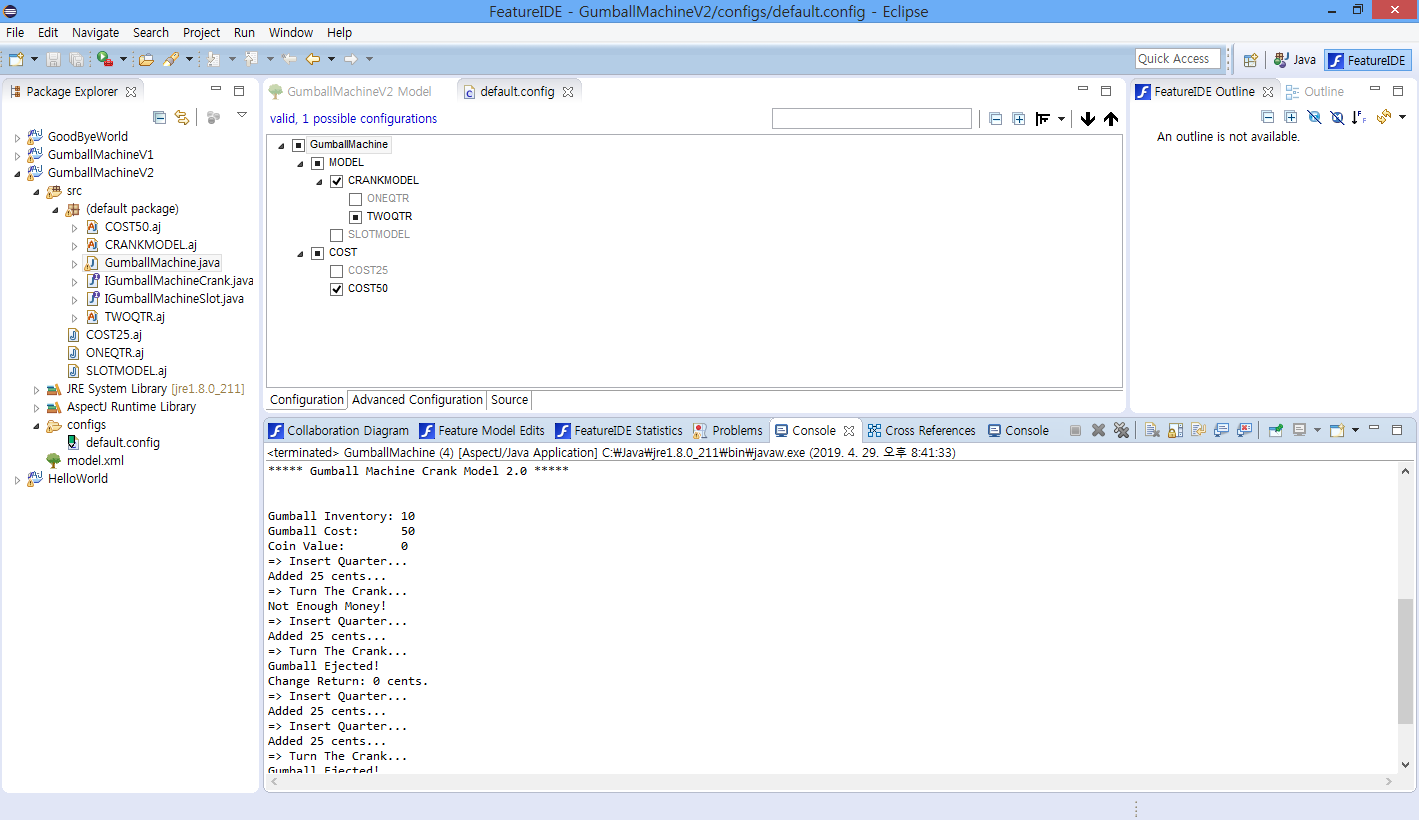 FeatureIDE - GumballMachineV2/configs/default.config - Eclipse
File Edit Navigate Search Project Run Window Help
Quick Access
Java
FeatureIDE
Package Explorer
GoodByeWorld
GumballMachineV1
GumballMachineV2
src
(default package)
COST50.aj
CRANKMODEL.aj
GumballMachine.java
IGumballMachineCrank.java
IGumballMachineSlot.java
TWOQTR.aj
COST25.aj
ONEQTR.aj
SLOTMODEL.aj
JRE System Library [jre1.8.0_211]
AspectJ Runtime Library
configs
default.config
model.xml
HelloWorld
GumballMachineV2 Model
default.config
valid, 1 possible configurations
GumballMachine
MODEL
CRANKMODEL
ONEQTR
TWOQTR
SLOTMODEL
COST
COST25
COST50
Configuration Advanced Configuration Source
FeatureIDE Outline
Outline
An outline is not available.
Collaboration Diagram Feature Model Edits FeatureIDE Statistics Problems Console Cross References Console
<terminated> GumballMachine (4) [AspectJ/Java Application] C:₩Java₩jre1.8.0_211₩bin₩javaw.exe (2019. 4. 29. 오후 8:41:33)
***** Gumball Machine Crank Model 2.0 *****
Gumball Inventory: 10
Gumball Cost: 50
Coin Value: 0
=> Insert Quarter...
Added 25 cents...
=> Turn The Crank...
Not Enough Money!
=> Insert Quarter...
Added 25 cents...
=> Turn The Crank...
Gumball Ejected!
Change Return: 0 cents.
=> Insert Quarter...
Added 25 cents...
=> Insert Quarter...
Added 25 cents...
=> Turn The Crank...
Gumball Ejected!